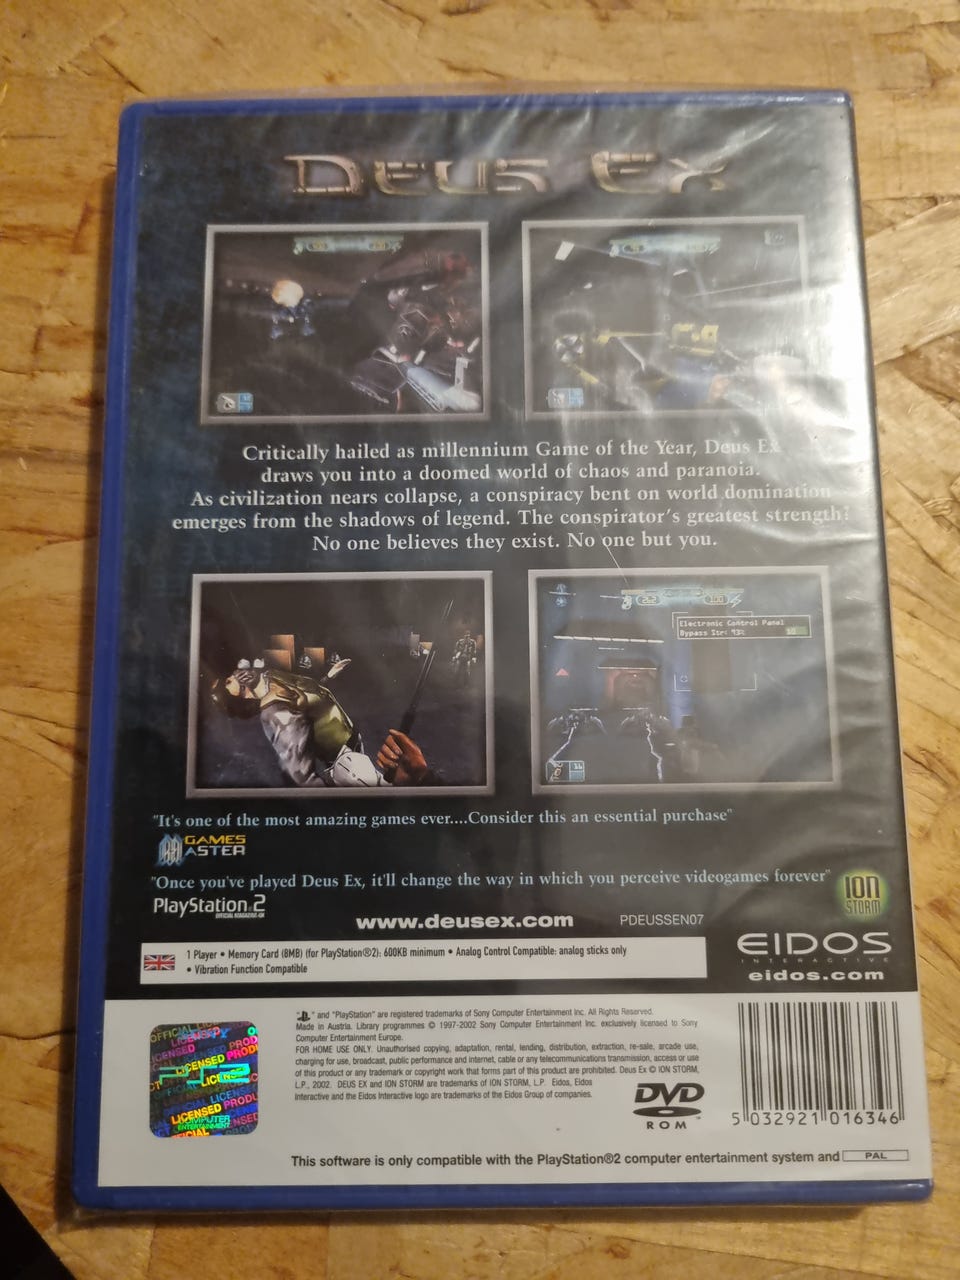 DEUS EX
Critically hailed as millennium Game of the Year, Deus Ex
draws you into a doomed world of chaos and paranoia.
As civilization nears collapse, a conspiracy bent on world domination
emerges from the shadows of legend. The conspirator's greatest strength?
No one believes they exist. No one but you.
Electronic Control Panel
Bypass Str: 93%
"It's one of the most amazing games ever....Consider this an essential purchase"
GAMES
MASTER
"Once you've played Deus Ex, it'll change the way in which you perceive videogames forever"
PlayStation 2
OFFICIAL MAGAZINE-UK
ION
STORM
www.deusex.com
PDEUSSEN07
EIDOS
INTERACTIVE
eidos.com
1 Player • Memory Card (8MB) (for PlayStation®2): 600KB minimum • Analog Control Compatible: analog sticks only
• Vibration Function Compatible
" " and "PlayStation" are registered trademarks of Sony Computer Entertainment Inc. All Rights Reserved.
Made in Austria. Library programmes © 1997-2002 Sony Computer Entertainment Inc. exclusively licensed to Sony
Computer Entertainment Europe.
FOR HOME USE ONLY. Unauthorised copying, adaptation, rental, lending, distribution, extraction, re-sale, arcade use,
charging for use, broadcast, public performance and internet, cable or any telecommunications transmission, access or use
of this product or any trademark or copyright work that forms part of this product are prohibited. Deus Ex © ION STORM,
L.P., 2002. DEUS EX and ION STORM are trademarks of ION STORM, L.P. Eidos, Eidos
Interactive and the Eidos Interactive logo are trademarks of the Eidos Group of companies.
DVD
ROM
5 032921 016346
This software is only compatible with the PlayStation®2 computer entertainment system and PAL